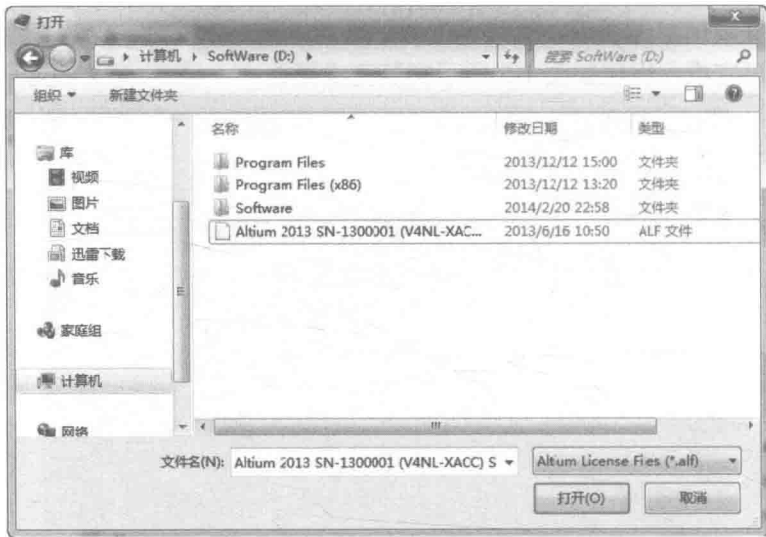 打开
计算机 SoftWare (D:)
搜索 SoftWare (D:)
组织 新建文件夹
名称 修改日期 类型
库
视频
图片
文档
迅雷下载
音乐
家庭组
计算机
网络
Program Files 2013/12/12 15:00 文件夹
Program Files (x86) 2013/12/12 13:20 文件夹
Software 2014/2/20 22:58 文件夹
Altium 2013 SN-1300001 (V4NL-XAC... 2013/6/16 10:50 ALF 文件
文件名(N): Altium 2013 SN-1300001 (V4NL-XACC) S
Altium License Files (*.alf)
打开(O) 取消